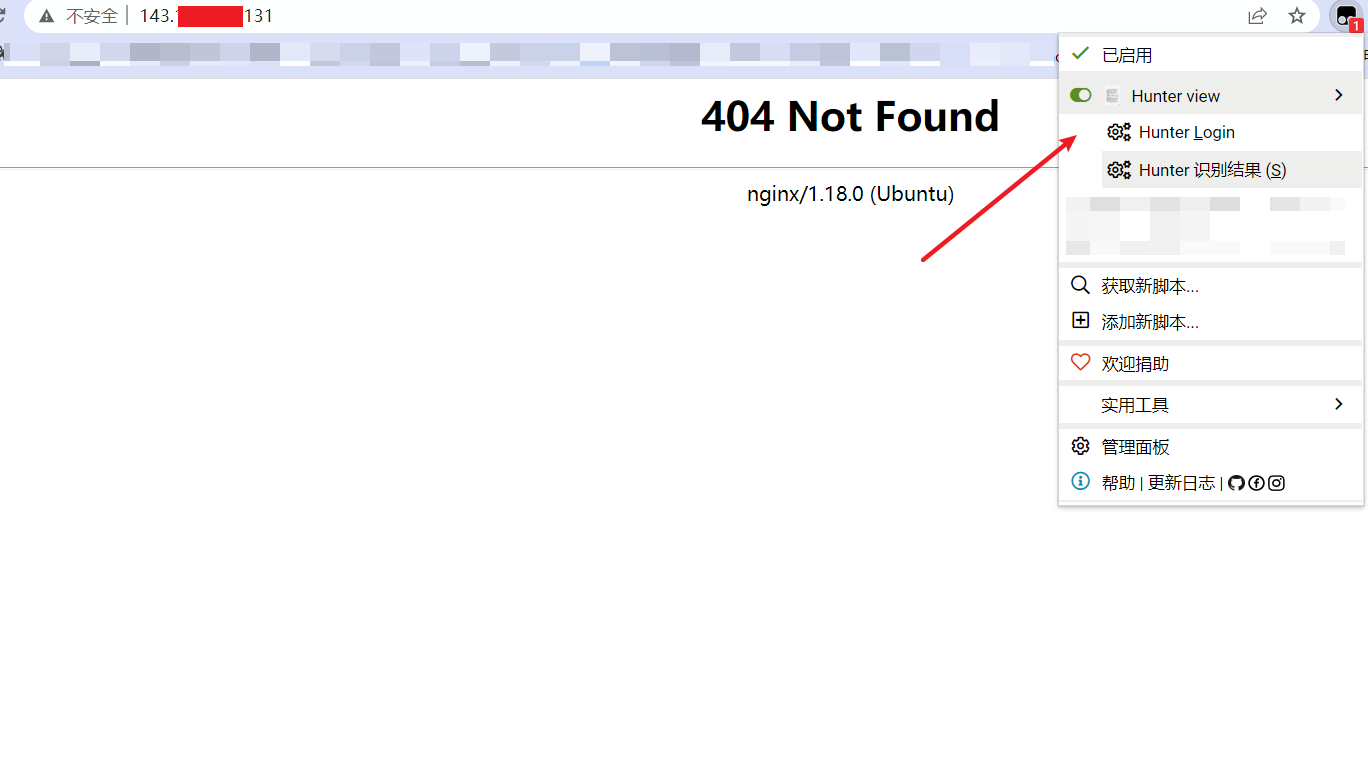 不安全 143. 131
1
404 Not Found
nginx/1.18.0 (Ubuntu)
已启用
Hunter view
Hunter Login
Hunter 识别结果 (S)
获取新脚本...
添加新脚本...
欢迎捐助
实用工具
管理面板
帮助 | 更新日志 |